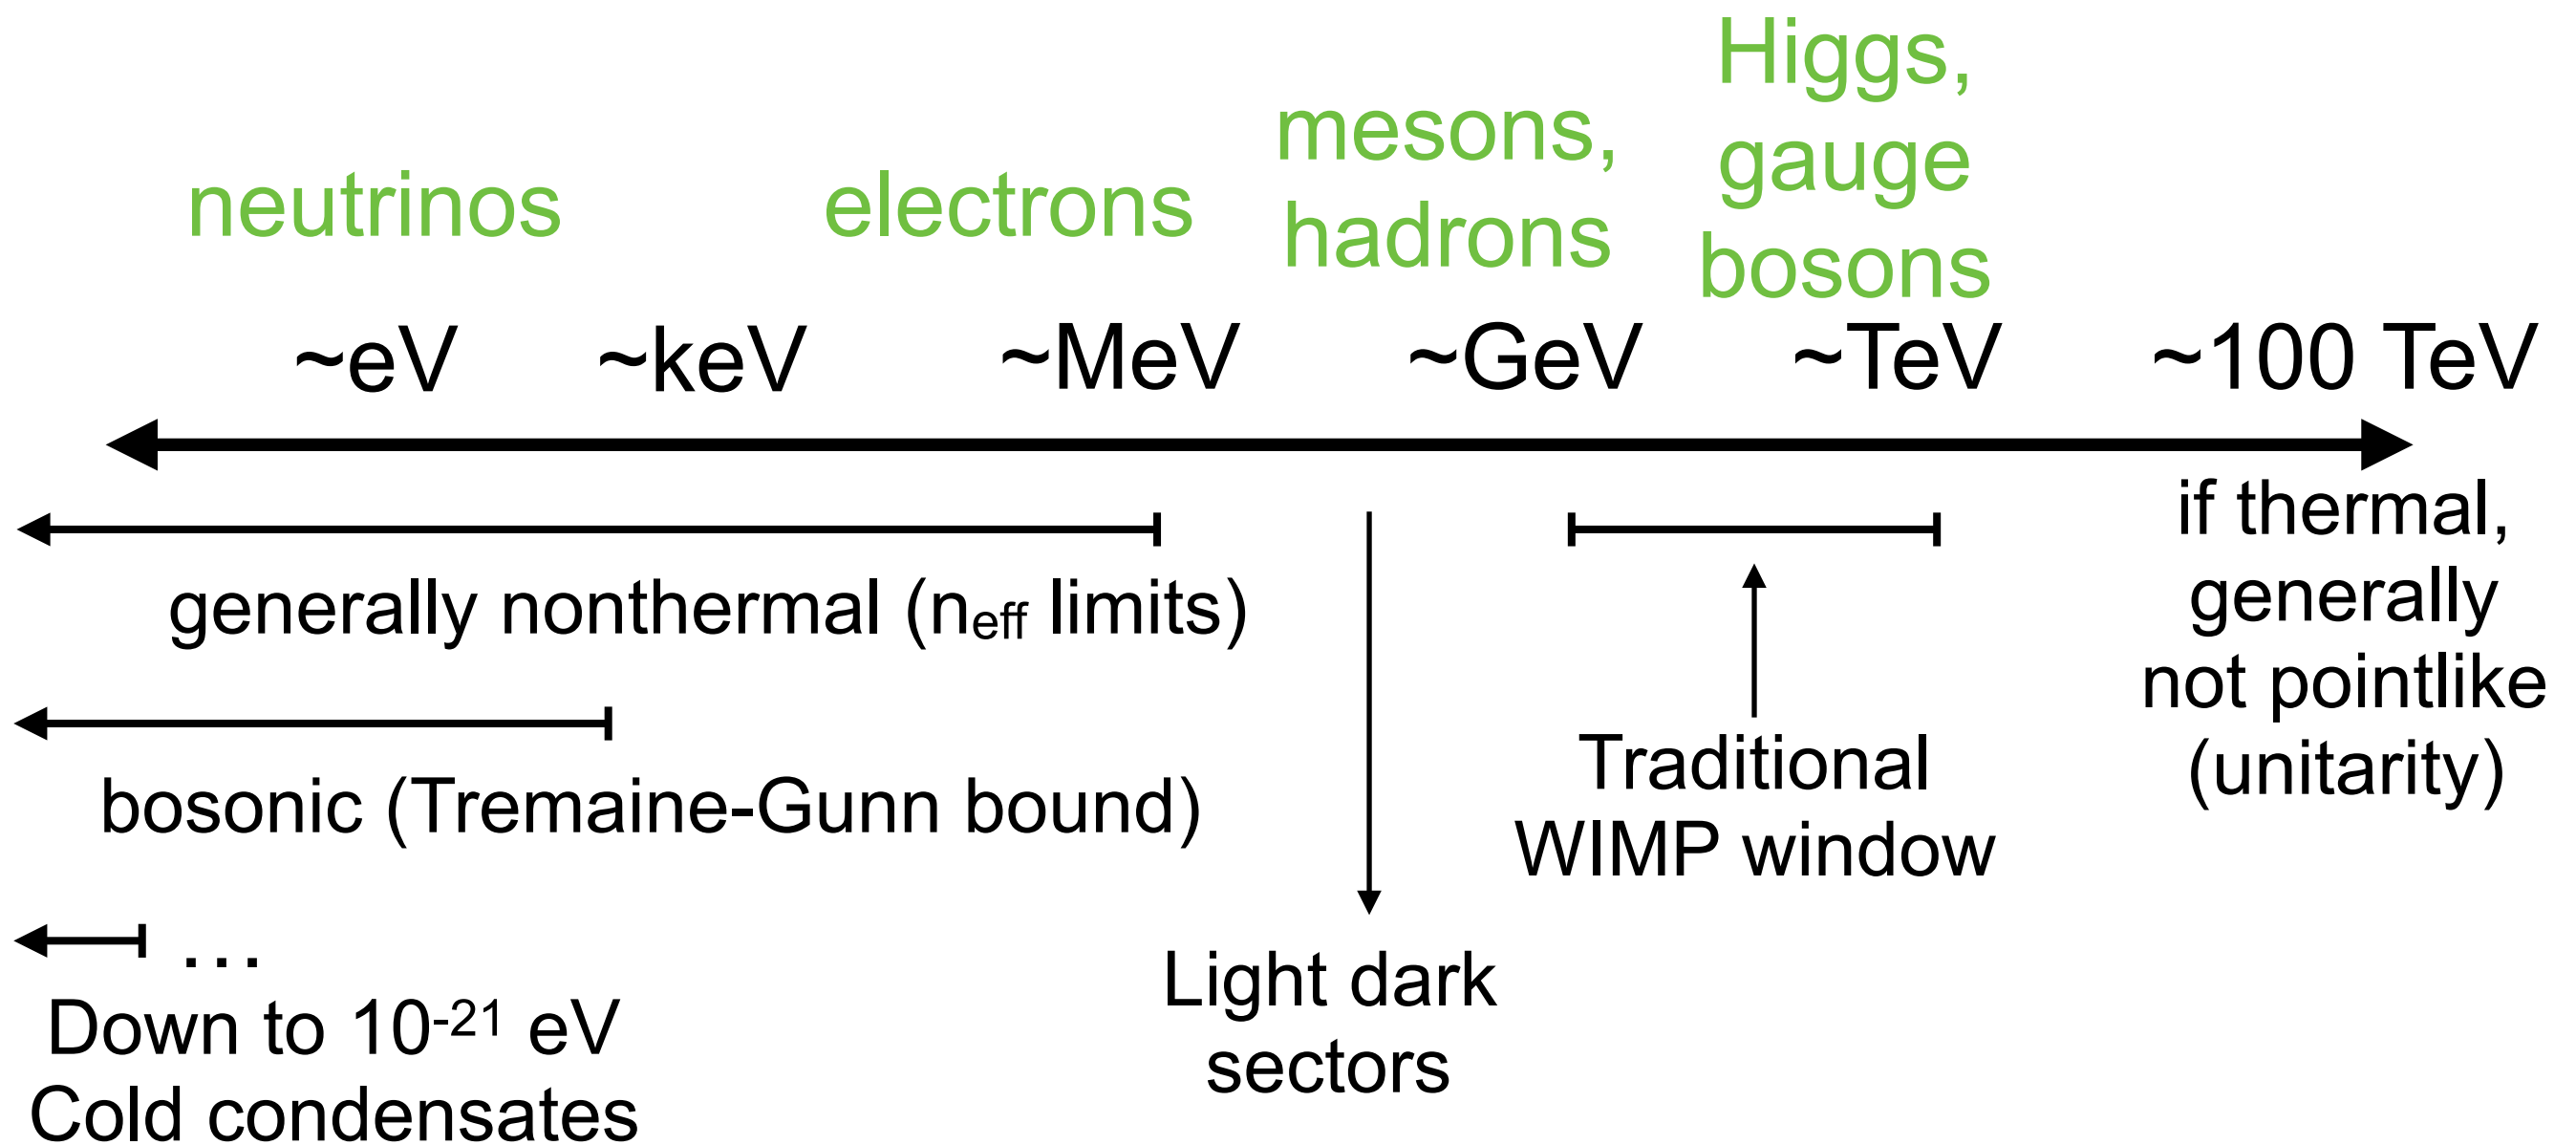 neutrinos
electrons
mesons,
hadrons
Higgs,
gauge
bosons
~eV ~keV ~MeV ~GeV ~TeV ~100 TeV
generally nonthermal (n_eff limits)
bosonic (Tremaine-Gunn bound)
...
Down to 10^-21 eV
Cold condensates
Light dark
sectors
Traditional
WIMP window
if thermal,
generally
not pointlike
(unitarity)